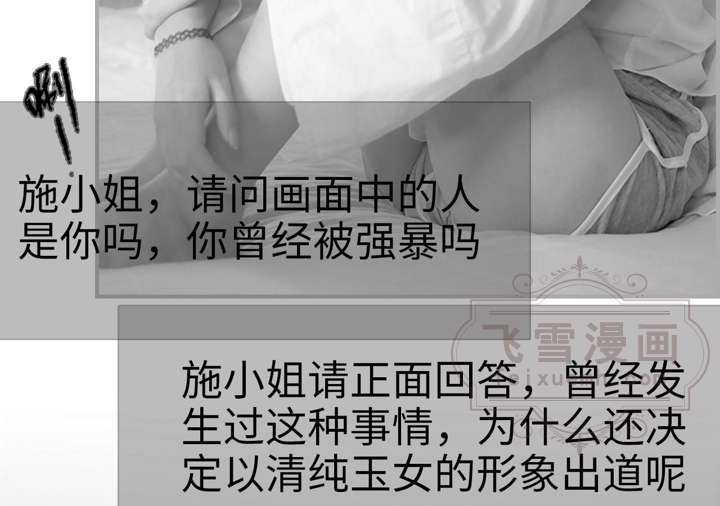 唰
施小姐，请问画面中的人
是你吗，你曾经被强暴吗
飞雪漫画
施小姐请正面回答，曾经发
生过这种事情，为什么还决
定以清纯玉女的形象出道呢